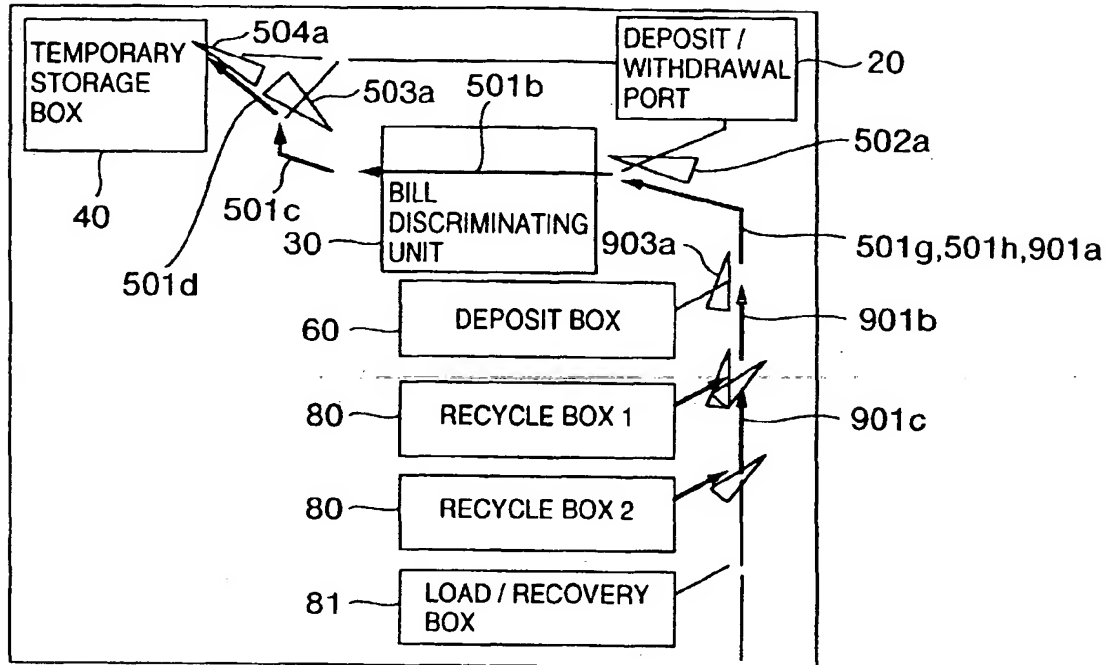 TEMPORARY
STORAGE
BOX
504a
503a
501b
DEPOSIT /
WITHDRAWAL
PORT
20
502a
40
501c
501d
30
BILL
DISCRIMINATING
UNIT
903a
501g,501h,901a
60
DEPOSIT BOX
901b
80
RECYCLE BOX 1
901c
80
RECYCLE BOX 2
81
LOAD / RECOVERY
BOX